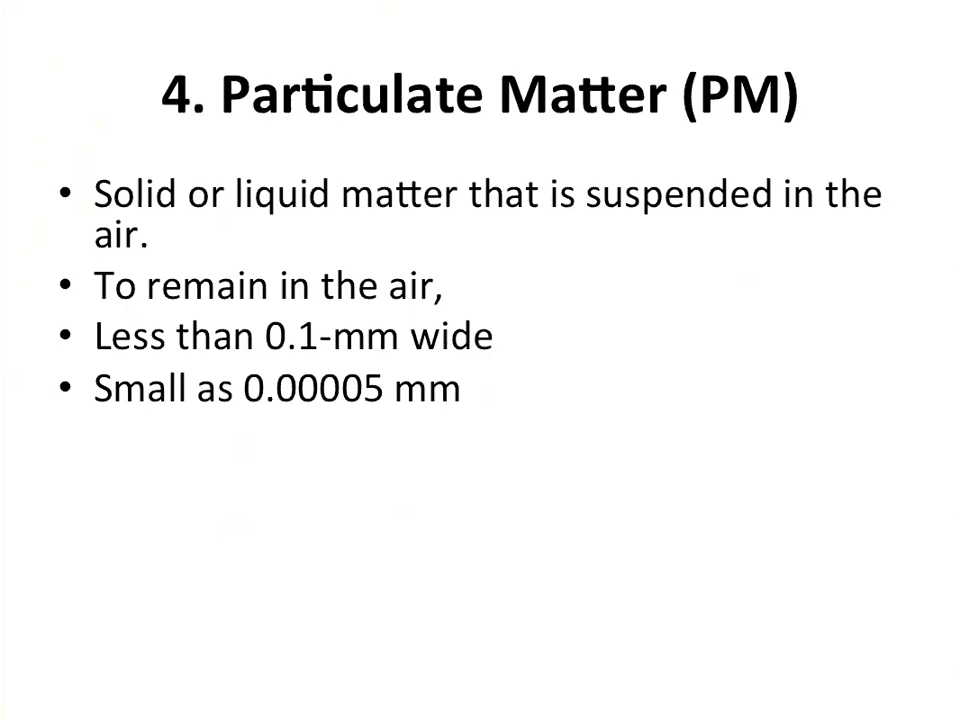 4. Particulate Matter (PM)
• Solid or liquid matter that is suspended in the
air.
• To remain in the air,
• Less than 0.1-mm wide
• Small as 0.00005 mm